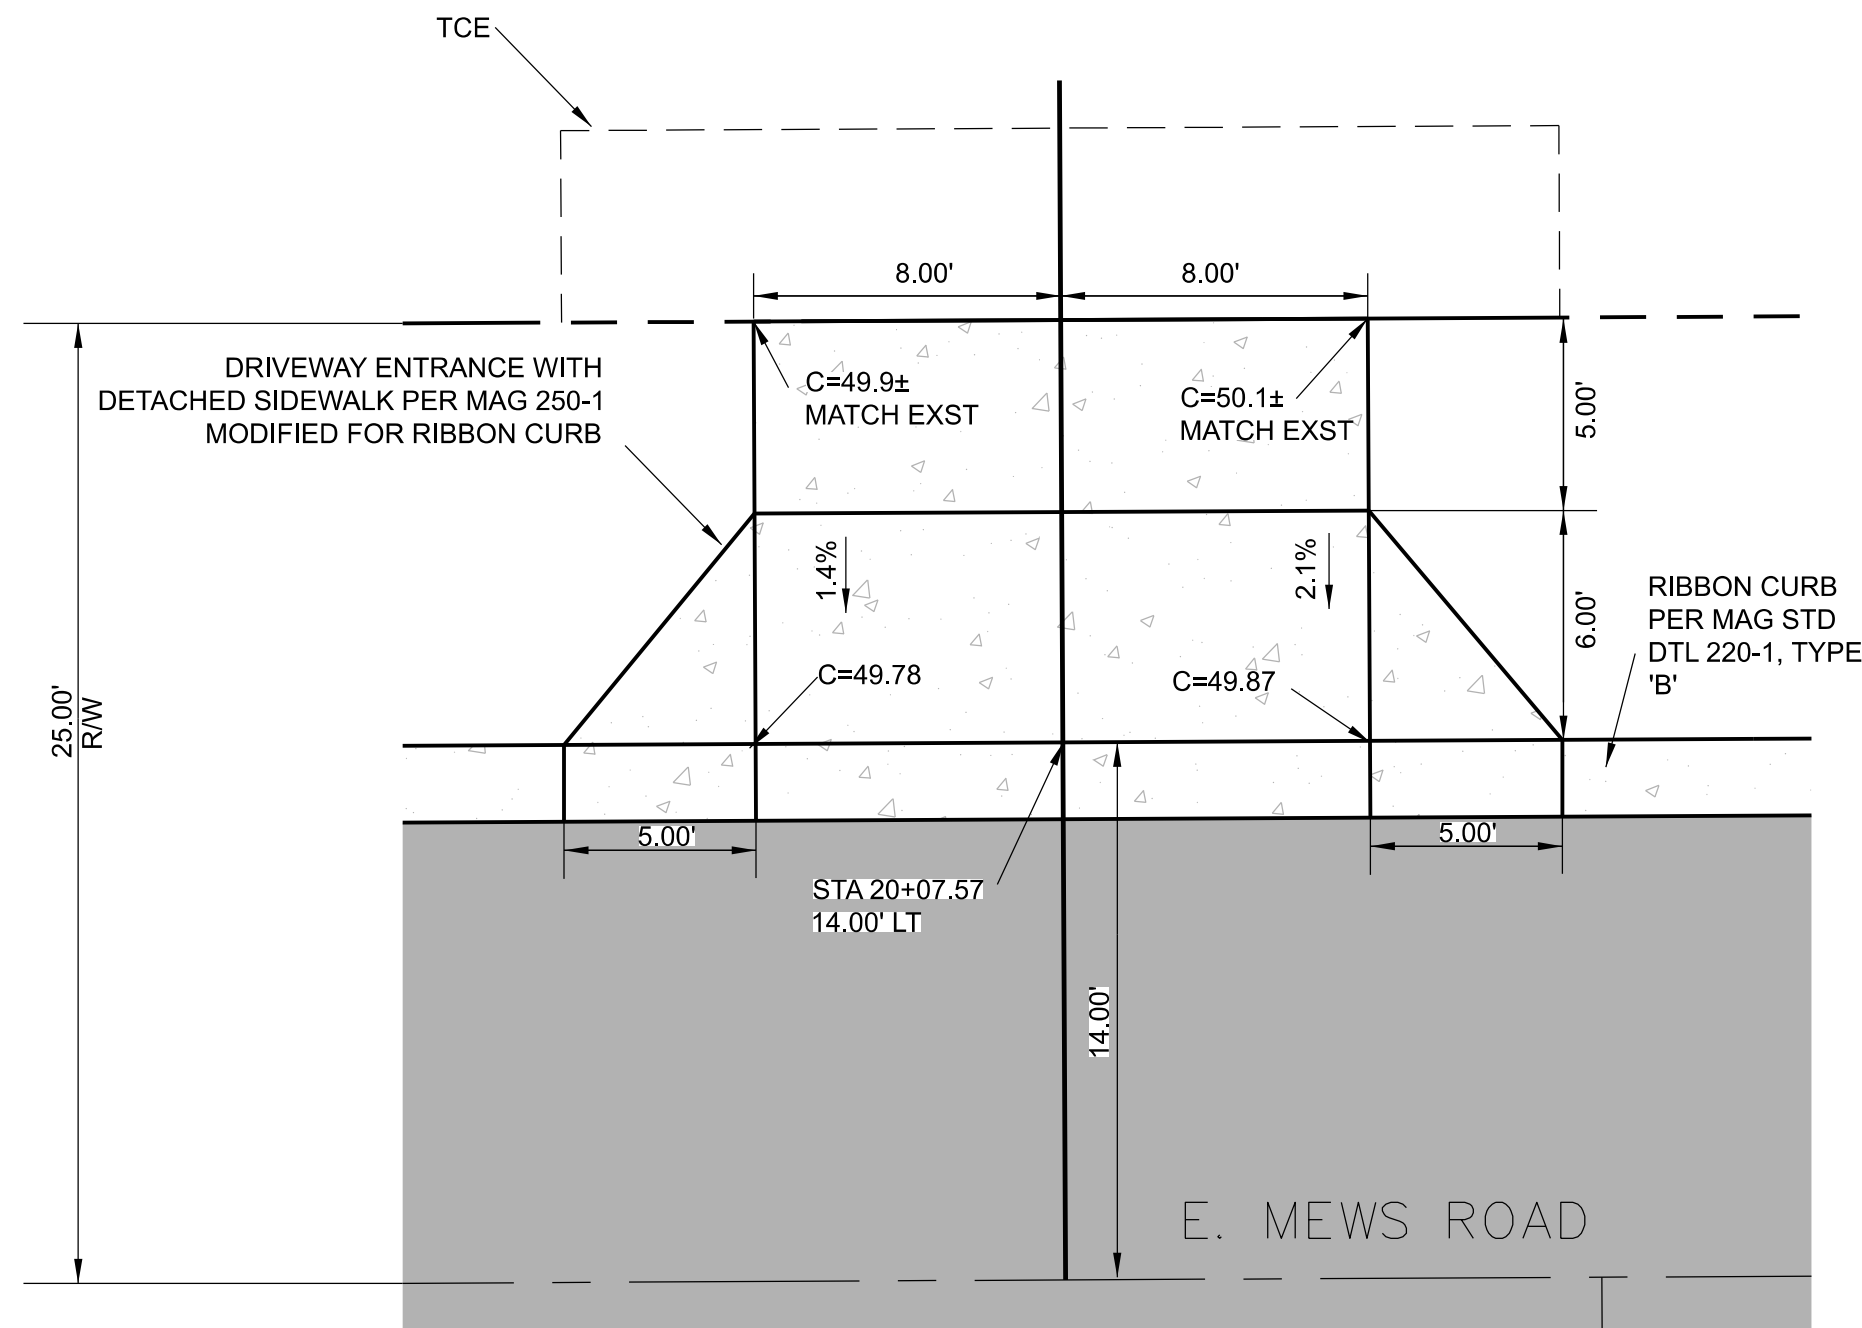 TCE
8.00'
8.00'
DRIVEWAY ENTRANCE WITH
DETACHED SIDEWALK PER MAG 250-1
MODIFIED FOR RIBBON CURB
C=49.9±
MATCH EXST
C=50.1±
MATCH EXST
5.00'
1.4%
2.1%
6.00'
RIBBON CURB
PER MAG STD
DTL 220-1, TYPE
'B'
C=49.78
C=49.87
25.00'
R/W
5.00'
5.00'
STA 20+07.57
14.00' LT
14.00'
E. MEWS ROAD